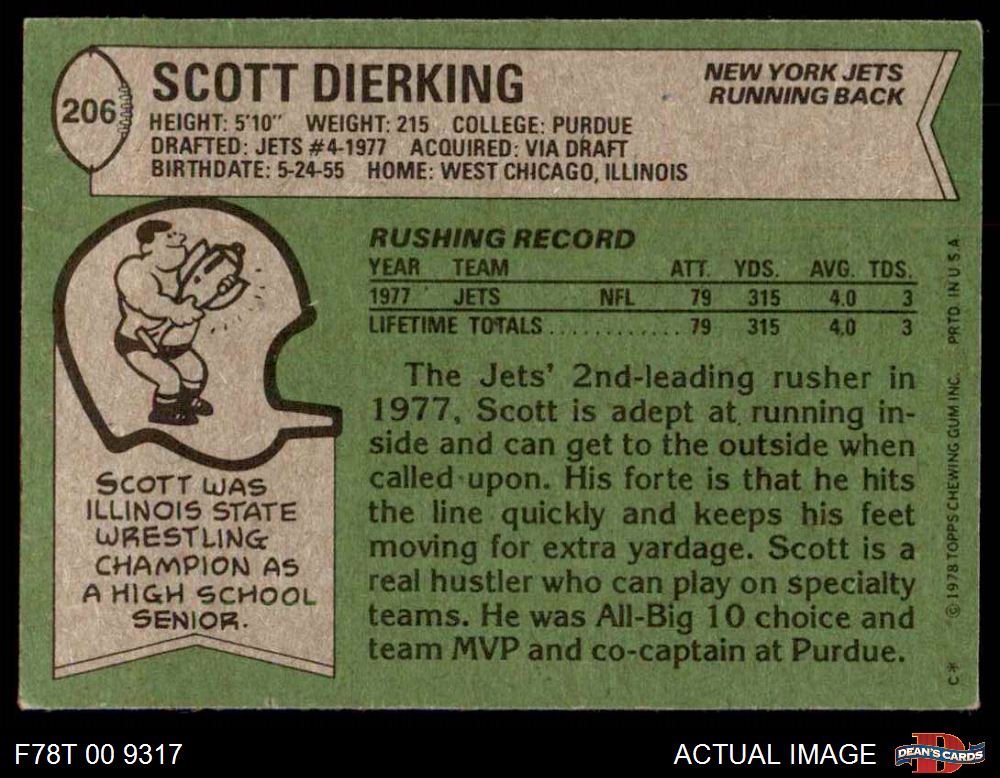 206
SCOTT DIERKING
NEW YORK JETS
RUNNING BACK
HEIGHT: 5'10" WEIGHT: 215 COLLEGE: PURDUE
DRAFTED: JETS #4-1977 ACQUIRED: VIA DRAFT
BIRTHDATE: 5-24-55 HOME: WEST CHICAGO, ILLINOIS
RUSHING RECORD
YEAR TEAM ATT. YDS. AVG. TDS.
1977 JETS NFL 79 315 4.0 3
LIFETIME TOTALS............ 79 315 4.0 3
The Jets' 2nd-leading rusher in
1977, Scott is adept at running in-
side and can get to the outside when
called upon. His forte is that he hits
the line quickly and keeps his feet
moving for extra yardage. Scott is a
real hustler who can play on specialty
teams. He was All-Big 10 choice and
team MVP and co-captain at Purdue.
SCOTT WAS
ILLINOIS STATE
WRESTLING
CHAMPION AS
A HIGH SCHOOL
SENIOR.
C* © 1978 TOPPS CHEWING GUM INC. PRTD. IN U.S.A.
F78T 00 9317
ACTUAL IMAGE
D
DEAN'S CARDS